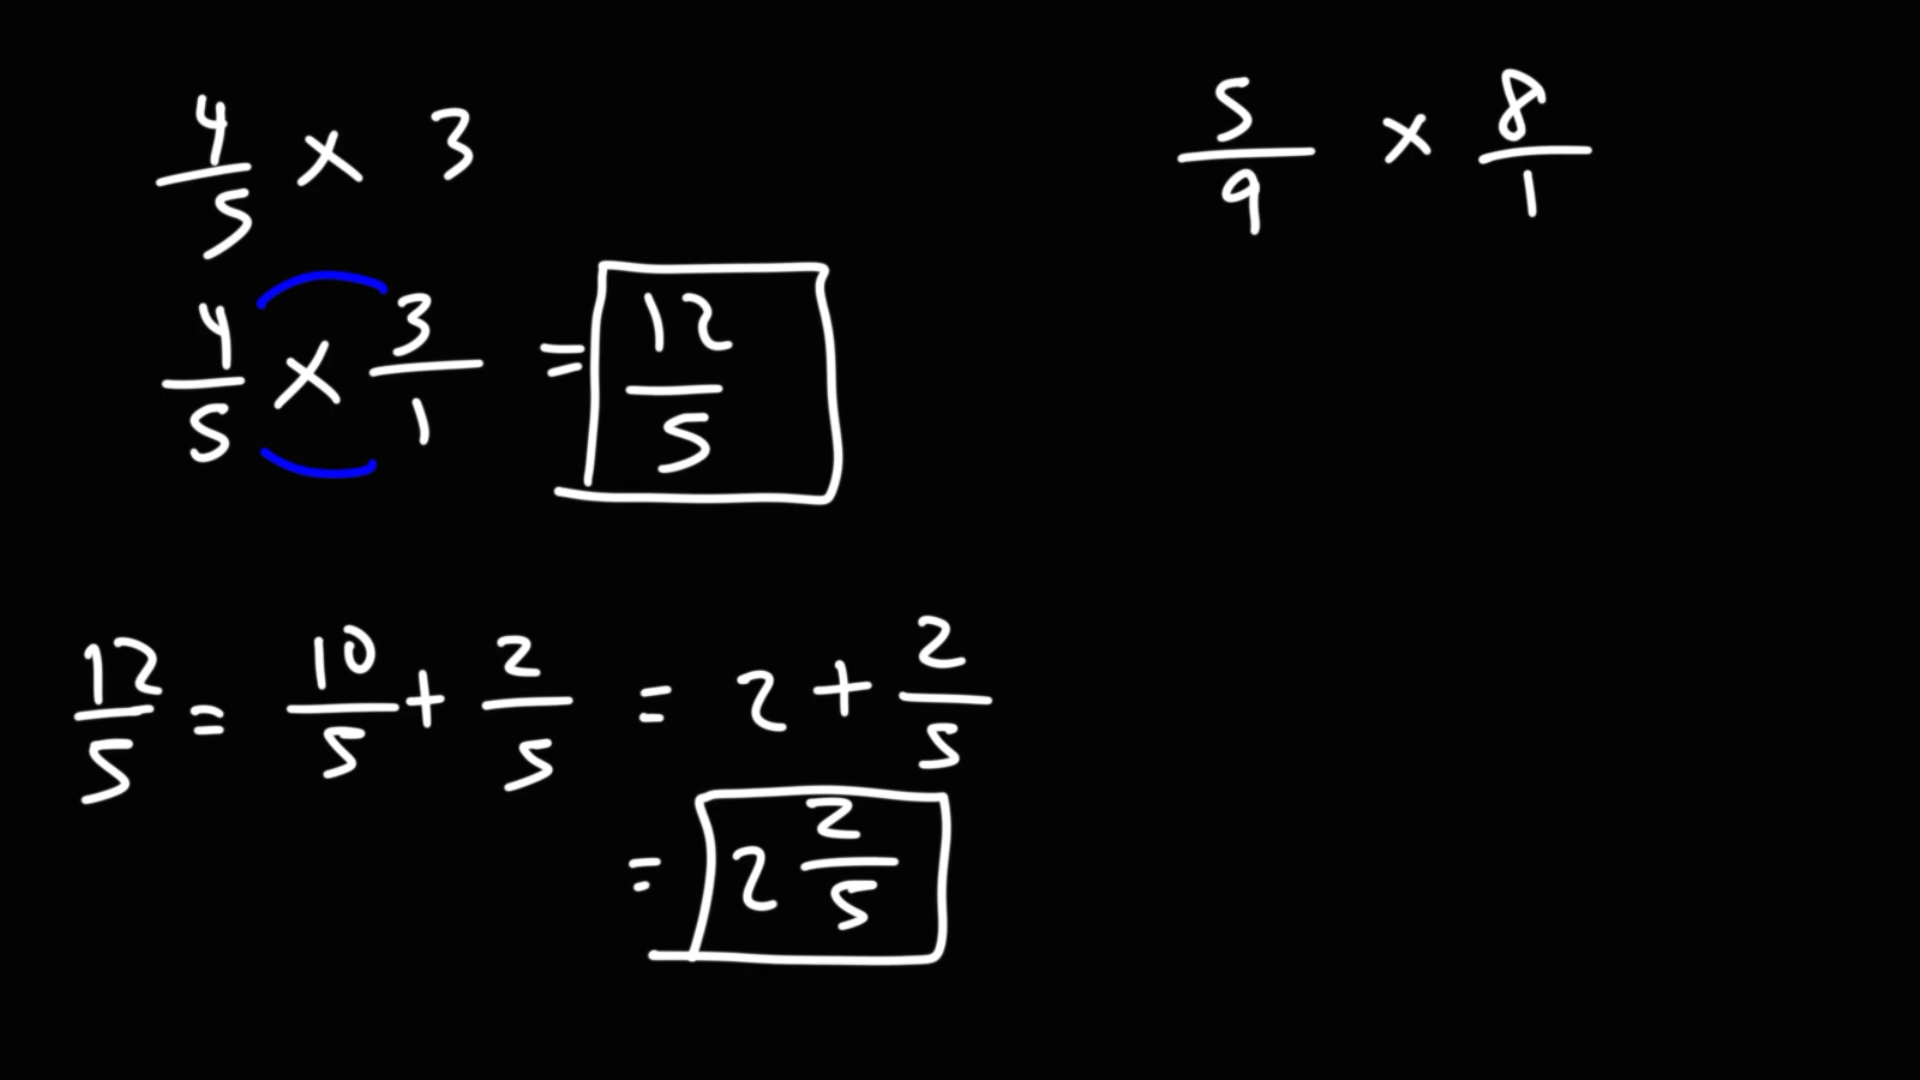 4/5 × 3
4/5 × 3/1 = 12/5
12/5 = 10/5 + 2/5 = 2 + 2/5
= 2 2/5
5/9 × 8/1